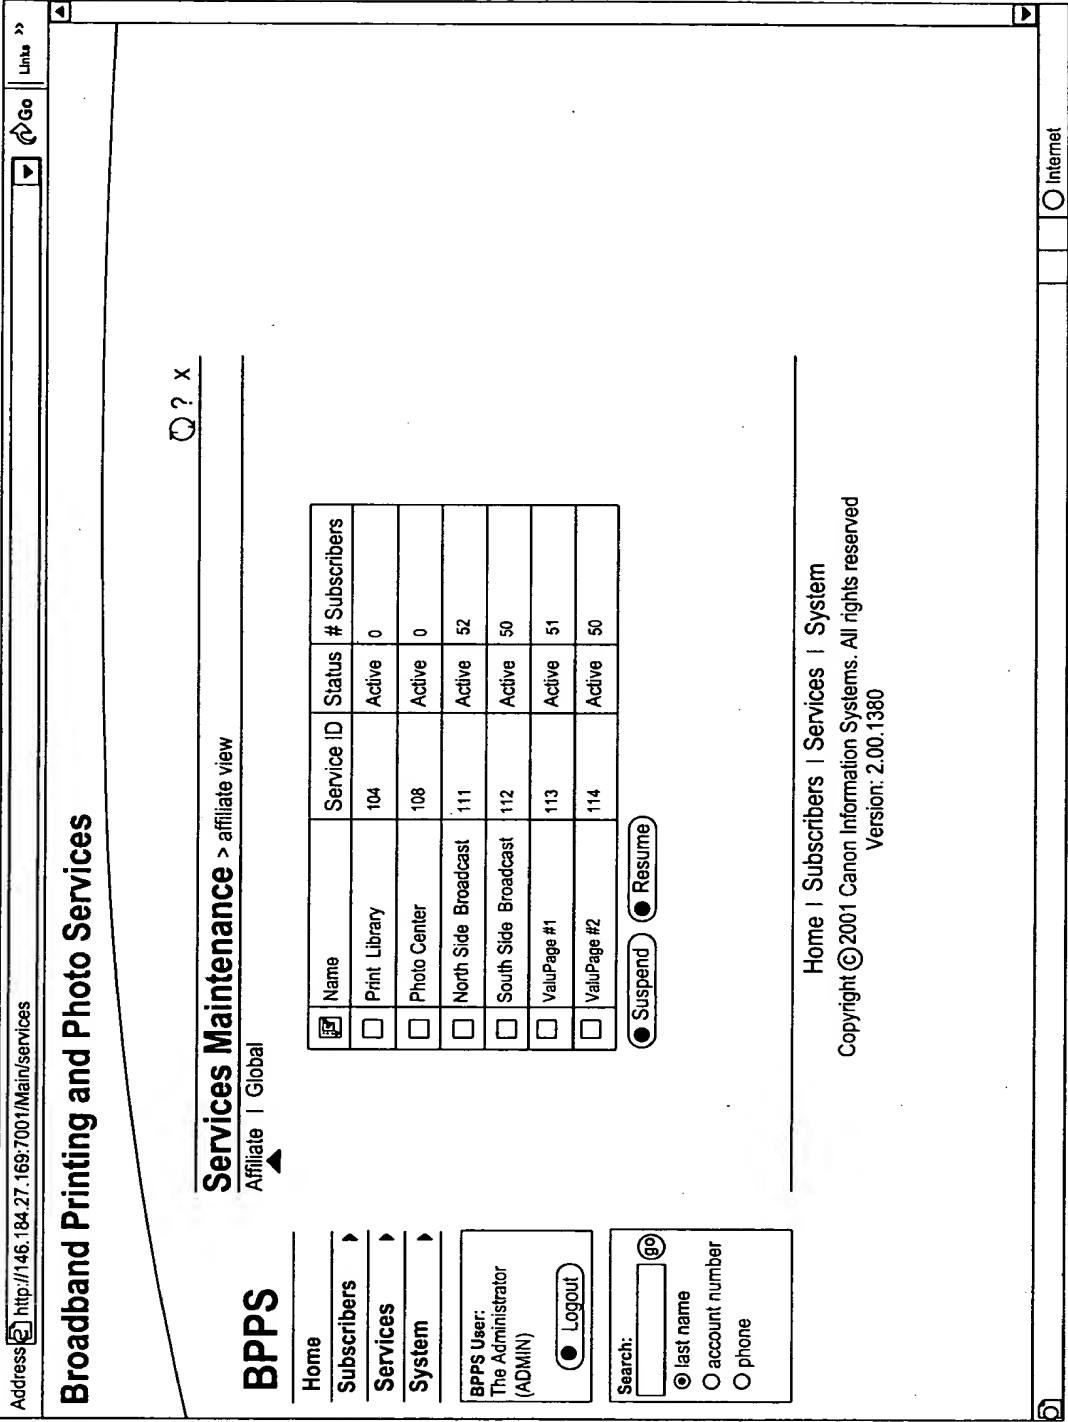 Address http://146.184.27.169:7001/Main/services Go Links »
Broadband Printing and Photo Services
BPPS
Home
Subscribers
Services
System
BPPS User:
The Administrator
(ADMIN)
Logout
Search:
go
last name
account number
phone
? x
Services Maintenance > affiliate view
Affiliate | Global
Name Service ID Status # Subscribers
Print Library 104 Active 0
Photo Center 108 Active 0
North Side Broadcast 111 Active 52
South Side Broadcast 112 Active 50
ValuPage #1 113 Active 51
ValuPage #2 114 Active 50
Suspend Resume
Home | Subscribers | Services | System
Copyright © 2001 Canon Information Systems. All rights reserved
Version: 2.00.1380
Internet